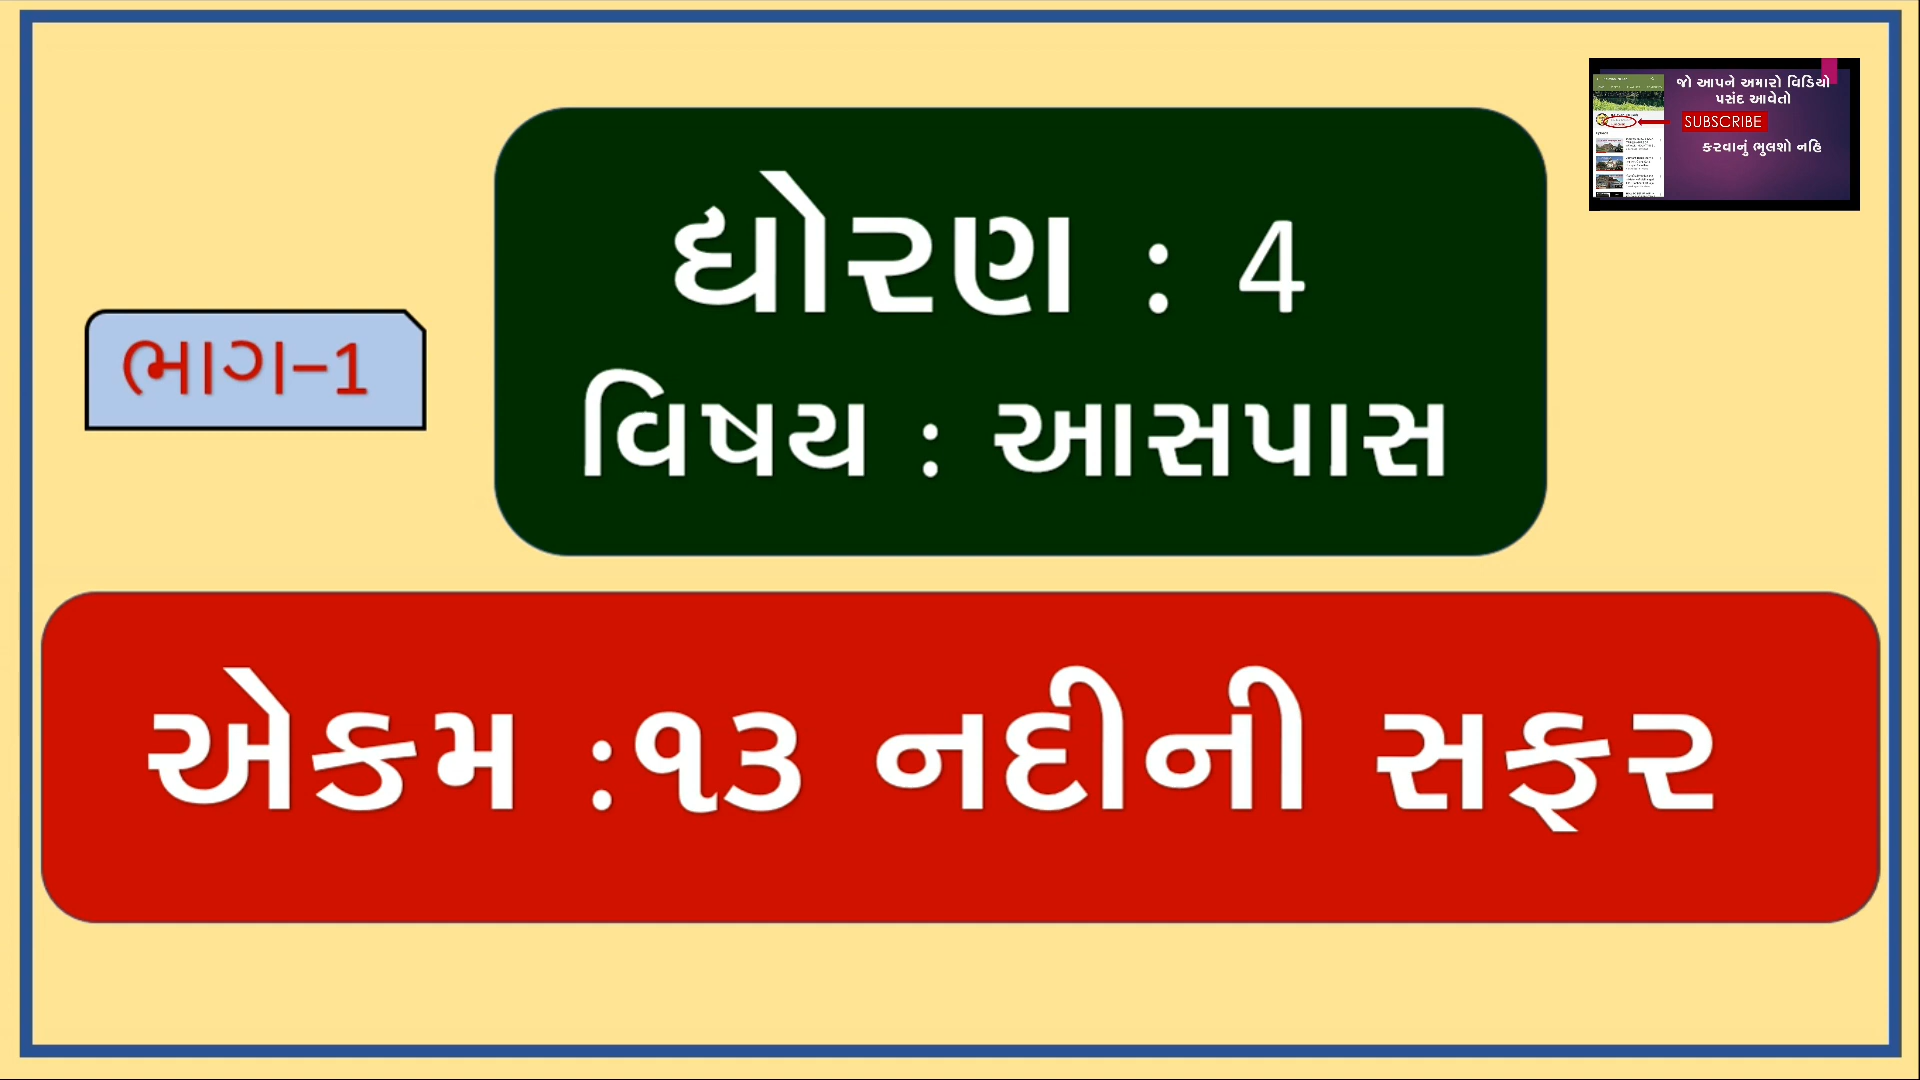 ધોરણ : 4
વિષય : આસપાસ
ભાગ–1
એકમ :૧૩ નદીની સફર
જો આપને અમારો વિડિયો
પસંદ આવેતો
SUBSCRIBE
કરવાનું ભુલશો નહિ